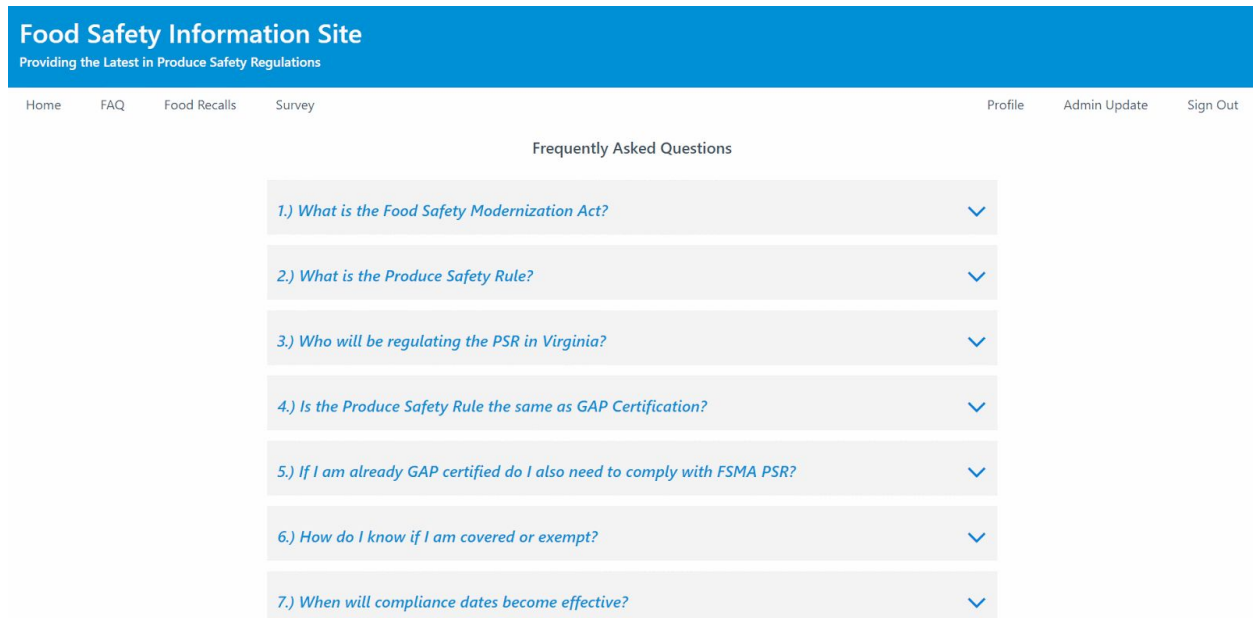 Food Safety Information Site
Providing the Latest in Produce Safety Regulations
Home FAQ Food Recalls Survey Profile Admin Update Sign Out
Frequently Asked Questions
1.) What is the Food Safety Modernization Act?
2.) What is the Produce Safety Rule?
3.) Who will be regulating the PSR in Virginia?
4.) Is the Produce Safety Rule the same as GAP Certification?
5.) If I am already GAP certified do I also need to comply with FSMA PSR?
6.) How do I know if I am covered or exempt?
7.) When will compliance dates become effective?